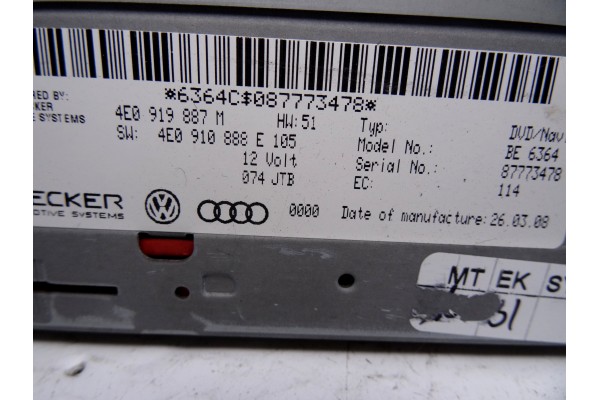 RED BY:
CKER
E SYSTEMS
*6364C$087773478*
4E0 919 887 M HW: 51
SW: 4E0 910 888 E 105
12 Volt
074 JTB
Typ: DVD/Nav.
Model No.: BE 6364
Serial No.: 87773478
EC: 114
ECKER
MOTIVE SYSTEMS
0000 Date of manufacture: 26.03.08
MT EK S
51